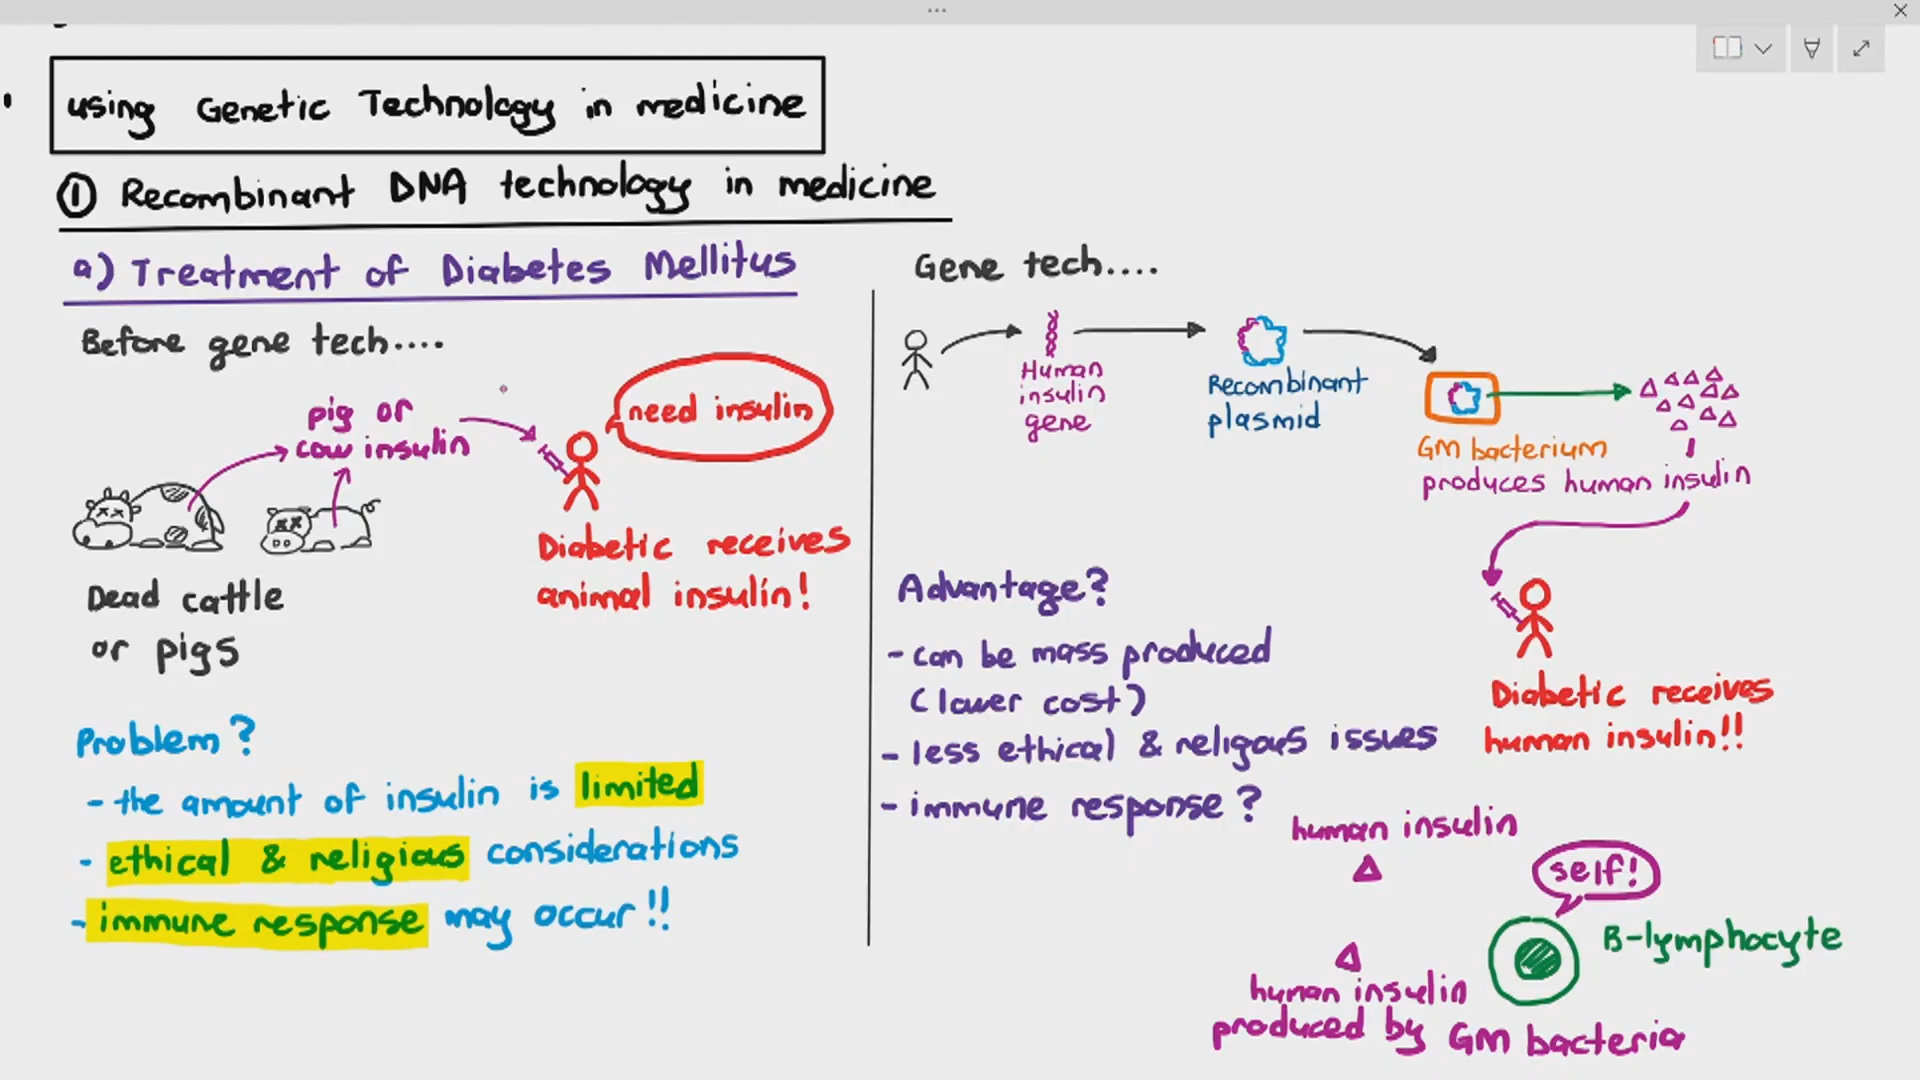 using Genetic Technology in medicine
① Recombinant DNA technology in medicine
a) Treatment of Diabetes Mellitus
Before gene tech....
pig or
cow insulin
need insulin
Diabetic receives
animal insulin!
Dead cattle
or pigs
Problem?
- the amount of insulin is limited
- ethical & religious considerations
- immune response may occur!!
Gene tech....
Human
insulin
gene
Recombinant
plasmid
GM bacterium
produces human insulin
Diabetic receives
human insulin!!
Advantage?
- can be mass produced
(lower cost)
- less ethical & religous issues
- immune response?
human insulin
self!
B-lymphocyte
human insulin
produced by GM bacteria